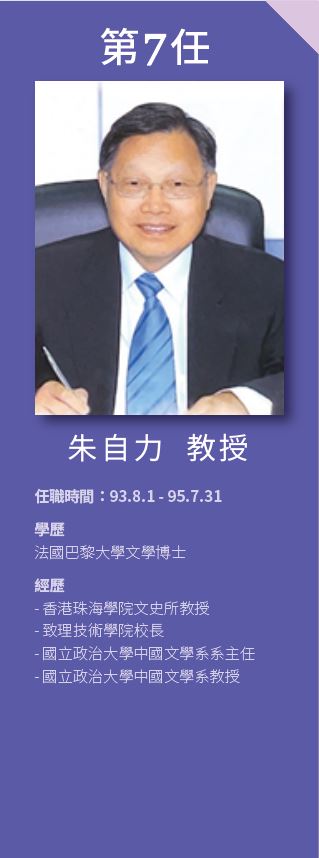 第7任
朱自力 教授
任職時間：93.8.1 - 95.7.31
學歷
法國巴黎大學文學博士
經歷
- 香港珠海學院文史所教授
- 致理技術學院校長
- 國立政治大學中國文學系系主任
- 國立政治大學中國文學系教授